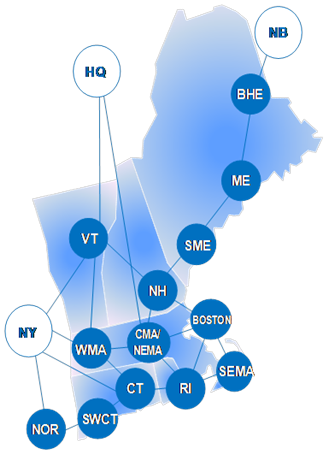 NB
HQ
BHE
ME
VT
SME
NH
NY
BOSTON
CMA/
NEMA
WMA
SEMA
CT
RI
SWCT
NOR